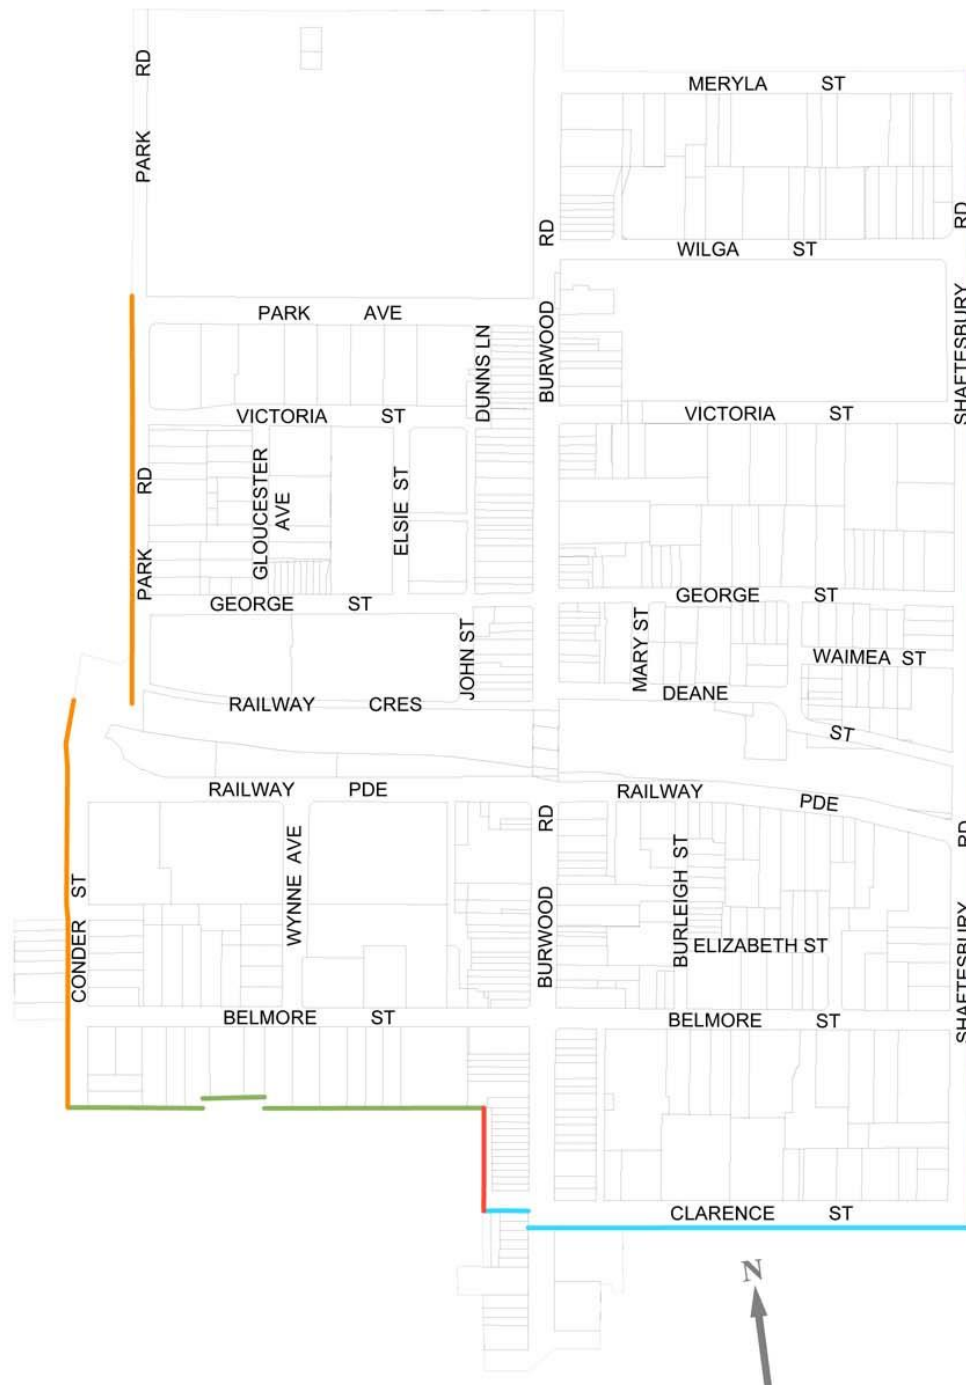 MERYLA ST
PARK RD
WILGA ST
BURWOOD RD
SHAFTESBURY RD
PARK AVE
DUNNS LN
VICTORIA ST
VICTORIA ST
PARK RD
GLOUCESTER
AVE
ELSIE ST
GEORGE ST
GEORGE ST
JOHN ST
MARY ST
WAIMEA ST
DEANE ST
RAILWAY CRES
RAILWAY PDE
RAILWAY PDE
CONDER ST
WYNNE AVE
BURWOOD RD
BURLEIGH ST
ELIZABETH ST
SHAFTESBURY RD
BELMORE ST
BELMORE ST
CLARENCE ST
N